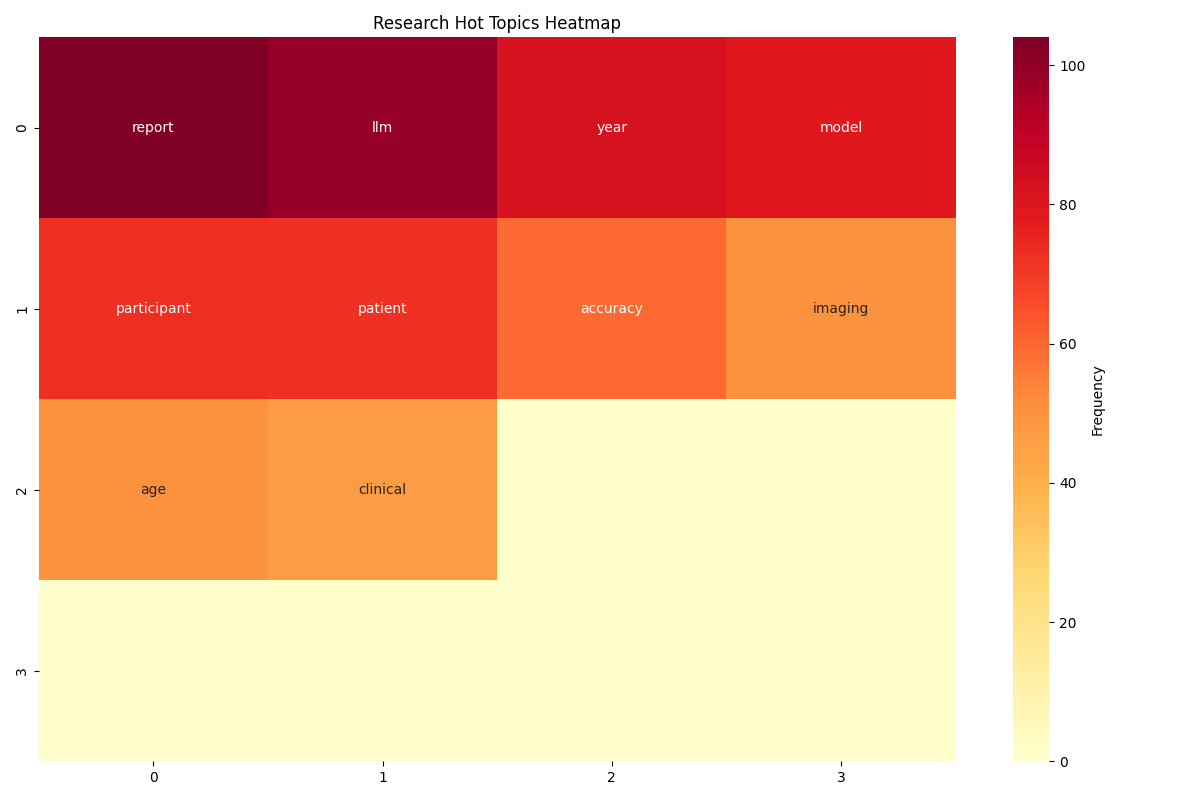 Research Hot Topics Heatmap
0
report
llm
year
model
1
participant
patient
accuracy
imaging
2
age
clinical
3
0
1
2
3
100
80
60
40
20
0
Frequency